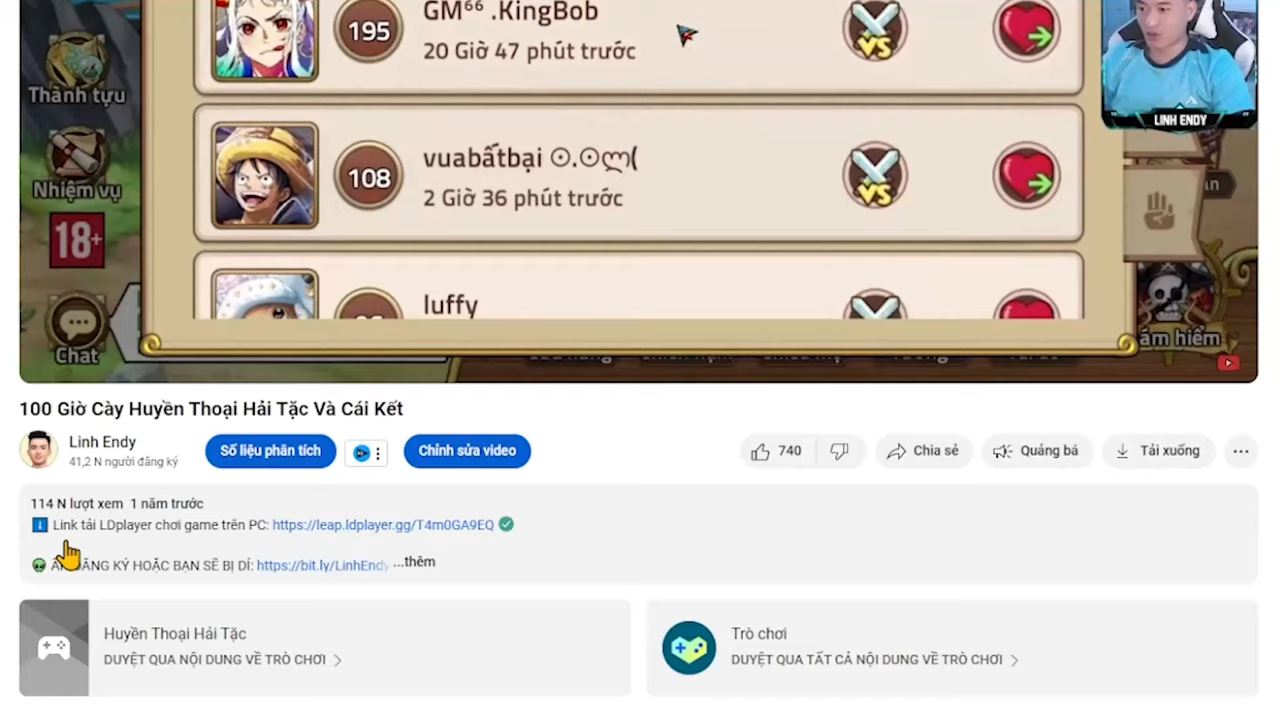 GM⁶⁶ .KingBob
195
20 Giờ 47 phút trước
VS
LINH ENDY
Thành tựu
vuabấtbại ⊙.⊙ლ(
108
2 Giờ 36 phút trước
VS
Nhiệm vụ
18+
luffy
Chat
ám hiểm
100 Giờ Cày Huyền Thoại Hải Tặc Và Cái Kết
Linh Endy
41,2 N người đăng ký
Số liệu phân tích
Chỉnh sửa video
740
Chia sẻ
Quảng bá
Tải xuống
114 N lượt xem 1 năm trước
Link tải LDplayer chơi game trên PC: https://leap.ldplayer.gg/T4m0GA9EQ
ĂNG KÝ HOẶC BẠN SẼ BỊ DÍ: https://bit.ly/LinhEndy ...thêm
Huyền Thoại Hải Tặc
DUYỆT QUA NỘI DUNG VỀ TRÒ CHƠI
Trò chơi
DUYỆT QUA TẤT CẢ NỘI DUNG VỀ TRÒ CHƠI